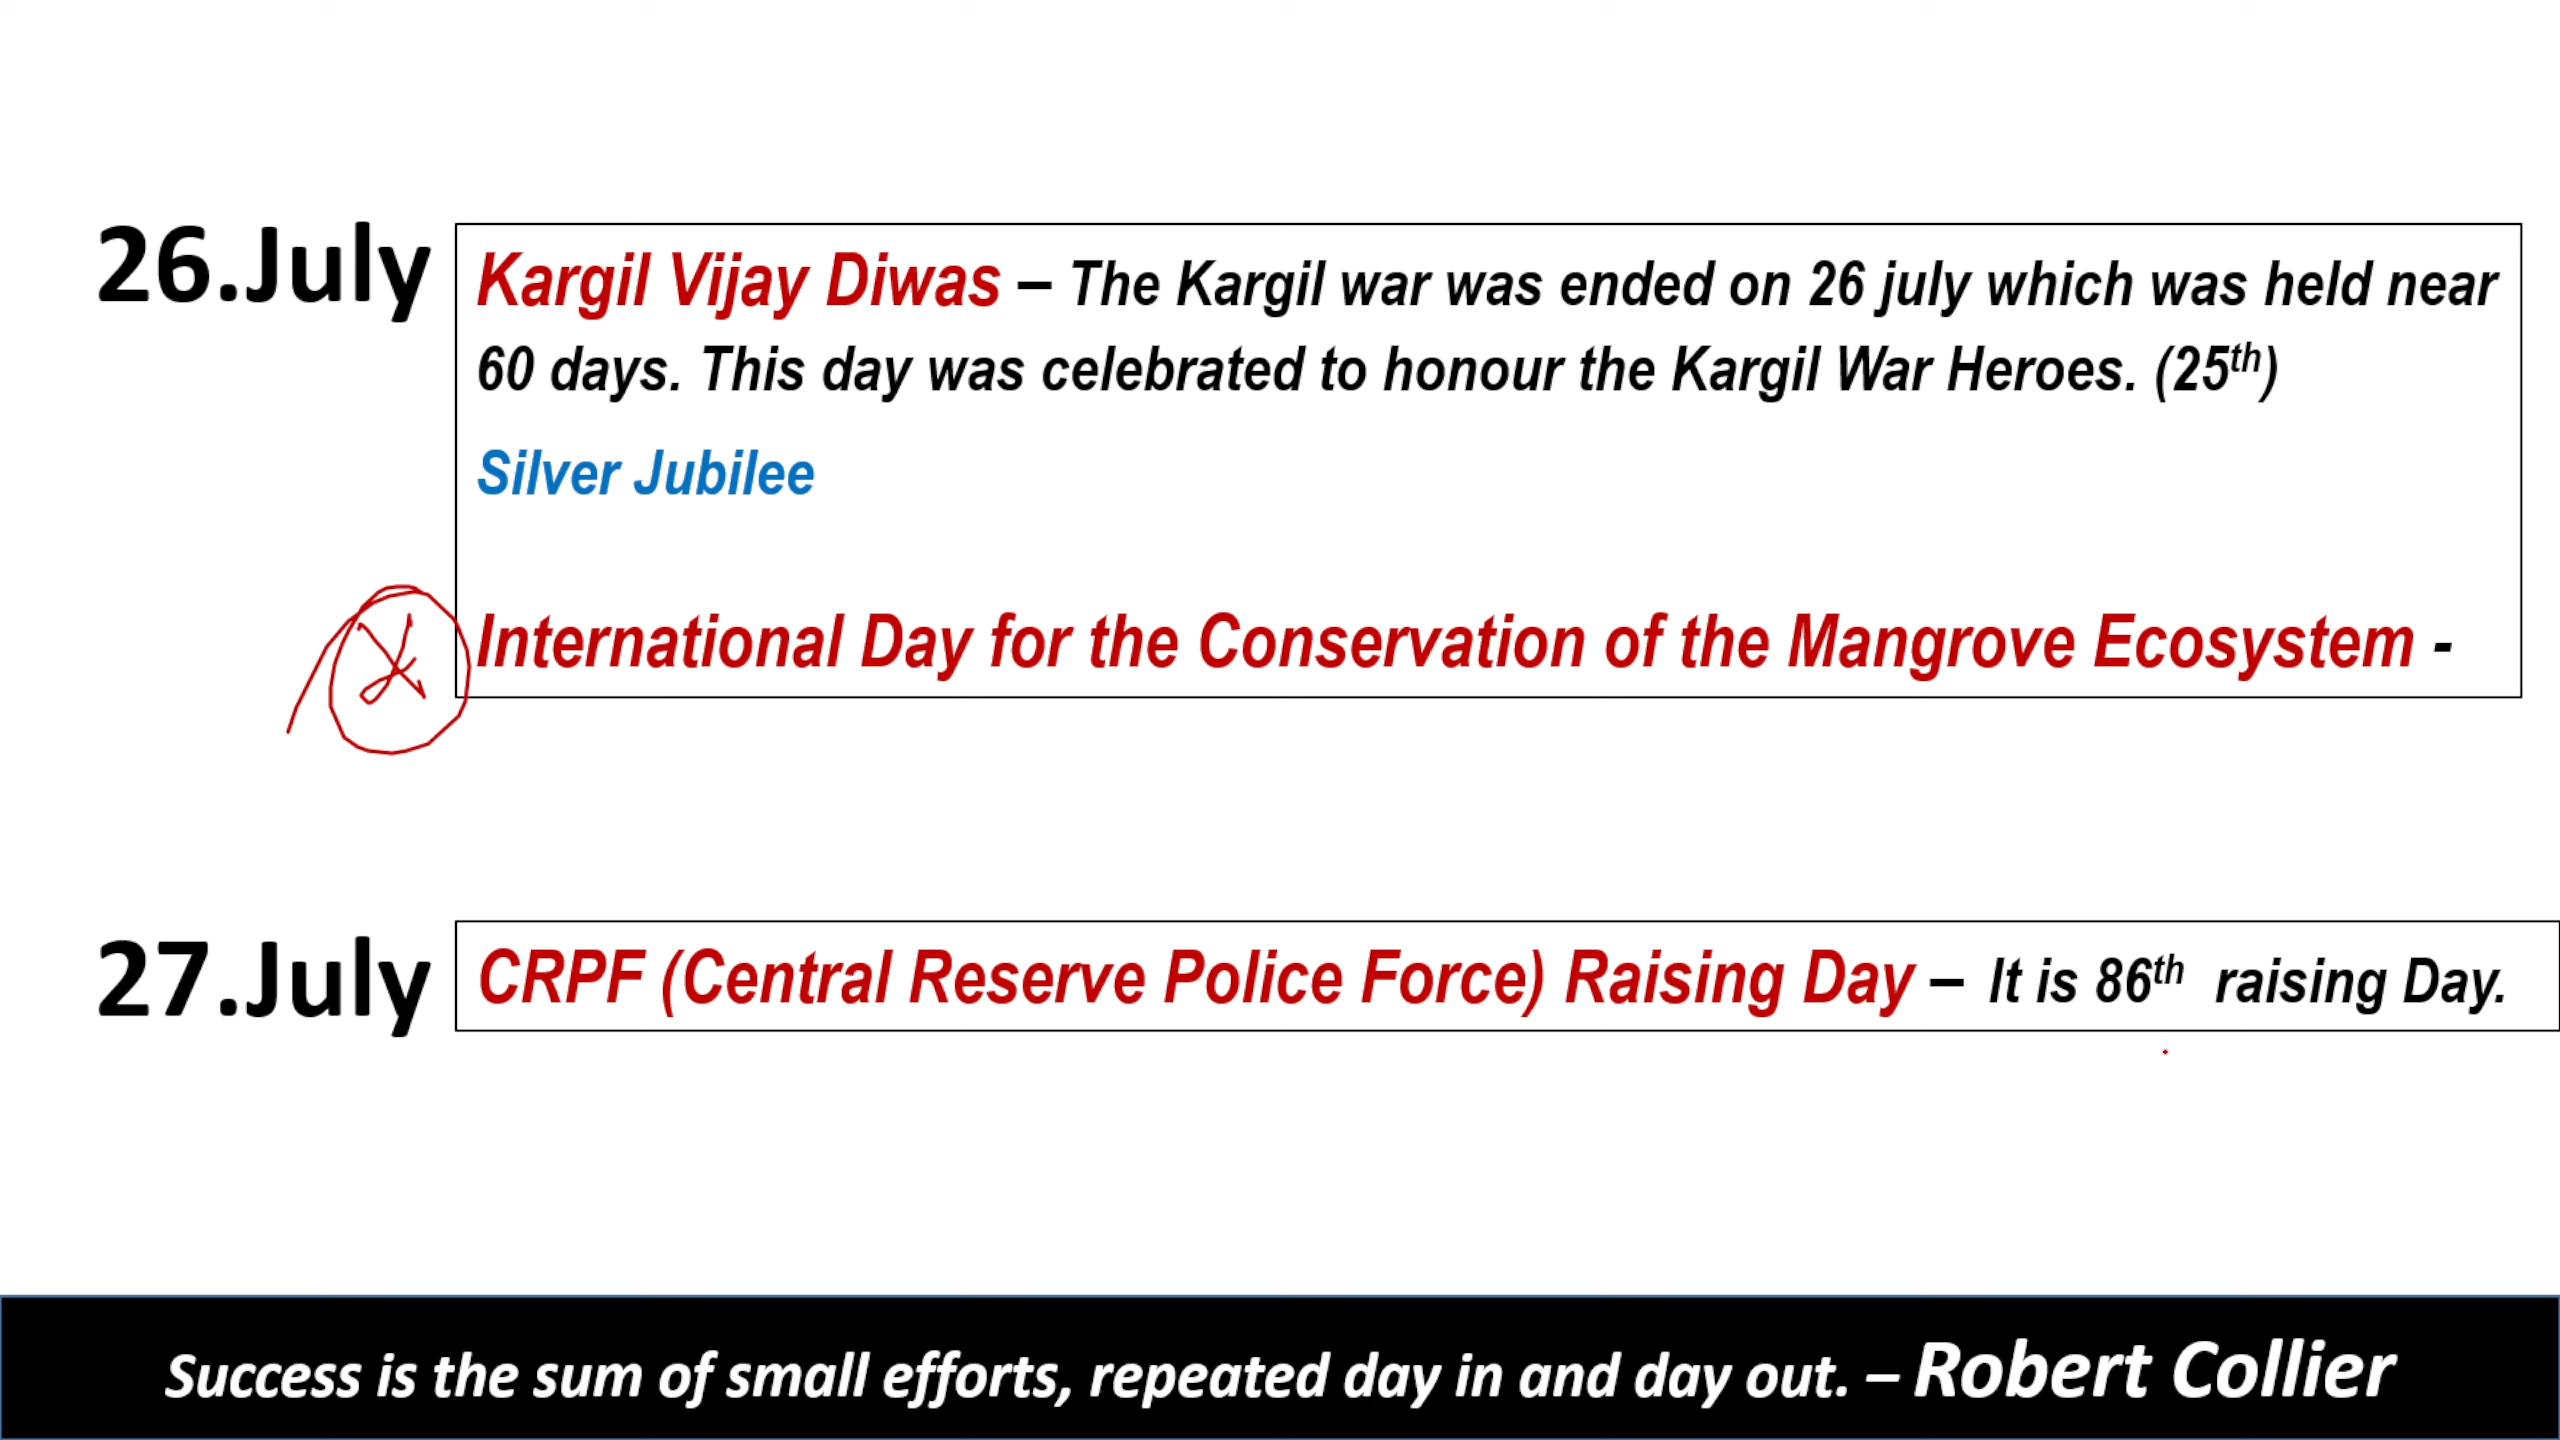 26.July
Kargil Vijay Diwas – The Kargil war was ended on 26 july which was held near
60 days. This day was celebrated to honour the Kargil War Heroes. (25th)
Silver Jubilee
International Day for the Conservation of the Mangrove Ecosystem -
27.July
CRPF (Central Reserve Police Force) Raising Day – It is 86th raising Day.
Success is the sum of small efforts, repeated day in and day out. – Robert Collier